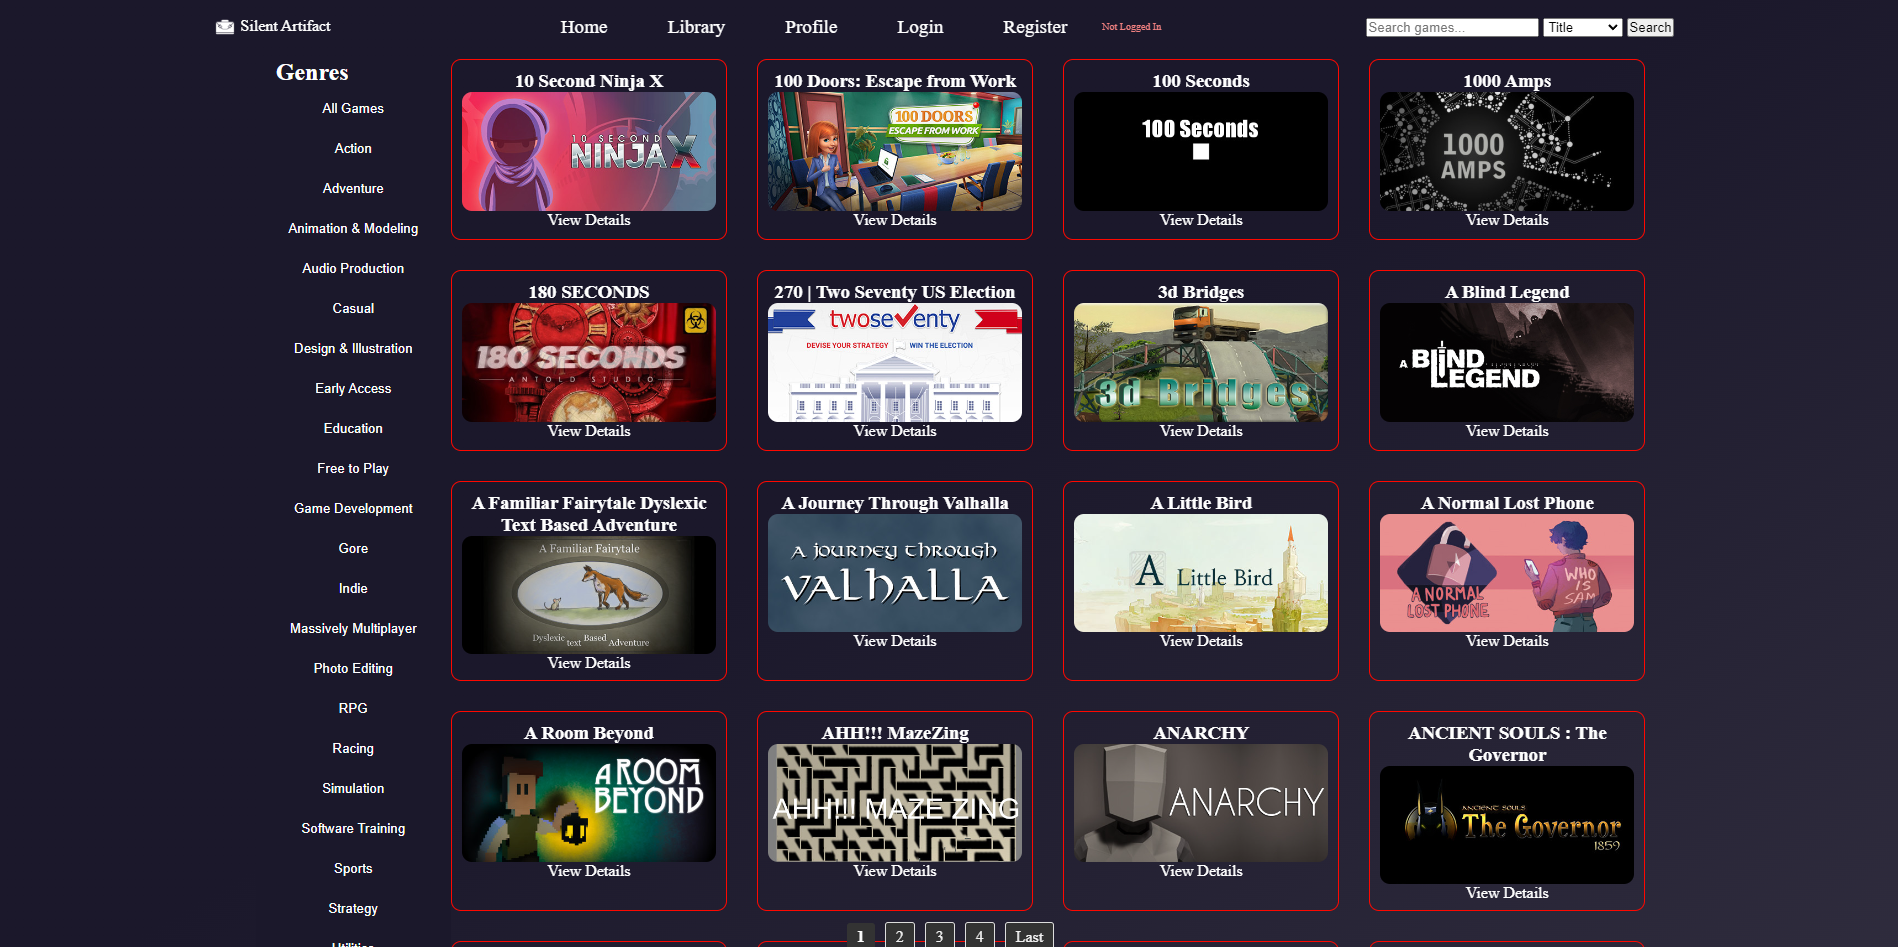 Silent Artifact
Home
Library
Profile
Login
Register
Not Logged In
Search games...
Title
Search
Genres
All Games
Action
Adventure
Animation & Modeling
Audio Production
Casual
Design & Illustration
Early Access
Education
Free to Play
Game Development
Gore
Indie
Massively Multiplayer
Photo Editing
RPG
Racing
Simulation
Software Training
Sports
Strategy
Utilities
10 Second Ninja X
10 SECOND
NINJA X
View Details
100 Doors: Escape from Work
100 DOORS
ESCAPE FROM WORK
View Details
100 Seconds
100 Seconds
View Details
1000 Amps
1000
AMPS
View Details
180 SECONDS
180 SECONDS
ANTOLD STUDIO
View Details
270 | Two Seventy US Election
twoseventy
DEVISE YOUR STRATEGY
WIN THE ELECTION
View Details
3d Bridges
3d Bridges
View Details
A Blind Legend
A BLIND
LEGEND
View Details
A Familiar Fairytale Dyslexic
Text Based Adventure
A Familiar Fairytale
Dyslexic text Based Adventure
View Details
A Journey Through Valhalla
A JOURNEY THROUGH
VALHALLA
View Details
A Little Bird
A Little Bird
View Details
A Normal Lost Phone
A NORMAL
LOST PHONE
WHO
IS
SAM
View Details
A Room Beyond
A ROOM
BEYOND
View Details
AHH!!! MazeZing
AHH!!! MAZE ZING
View Details
ANARCHY
ANARCHY
View Details
ANCIENT SOULS : The
Governor
ANCIENT SOULS
The Governor
1859
View Details
1
2
3
4
Last